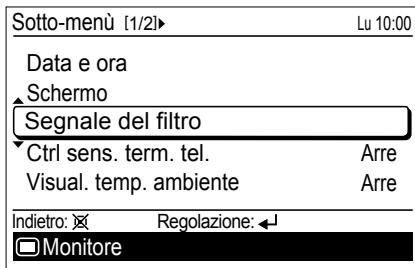 Sotto-menù [1/2] Lu 10:00
Data e ora
Schermo
Segnale del filtro
Ctrl sens. term. tel. Arre
Visual. temp. ambiente Arre
Indietro: Regolazione:
Monitore